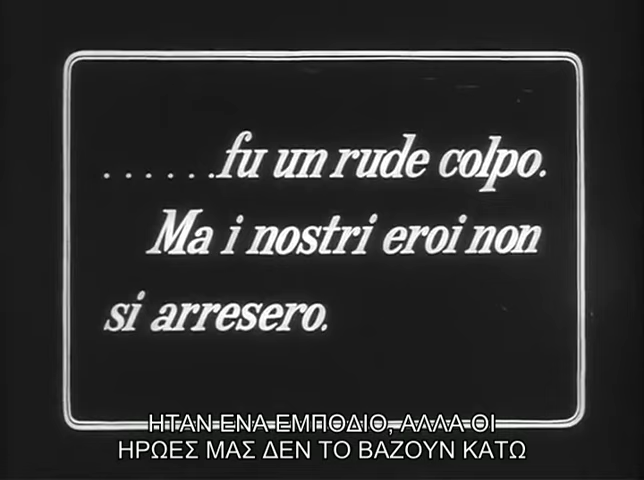 ......fu un rude colpo.
Ma i nostri eroi non
si arresero.
ΗΤΑΝ ΕΝΑ ΕΜΠΟΔΙΟ, ΑΛΛΑ ΘΙ
ΗΡΩΕΣ ΜΑΣ ΔΕΝ ΤΟ ΒΑΖΟΥΝ ΚΑΤΩ